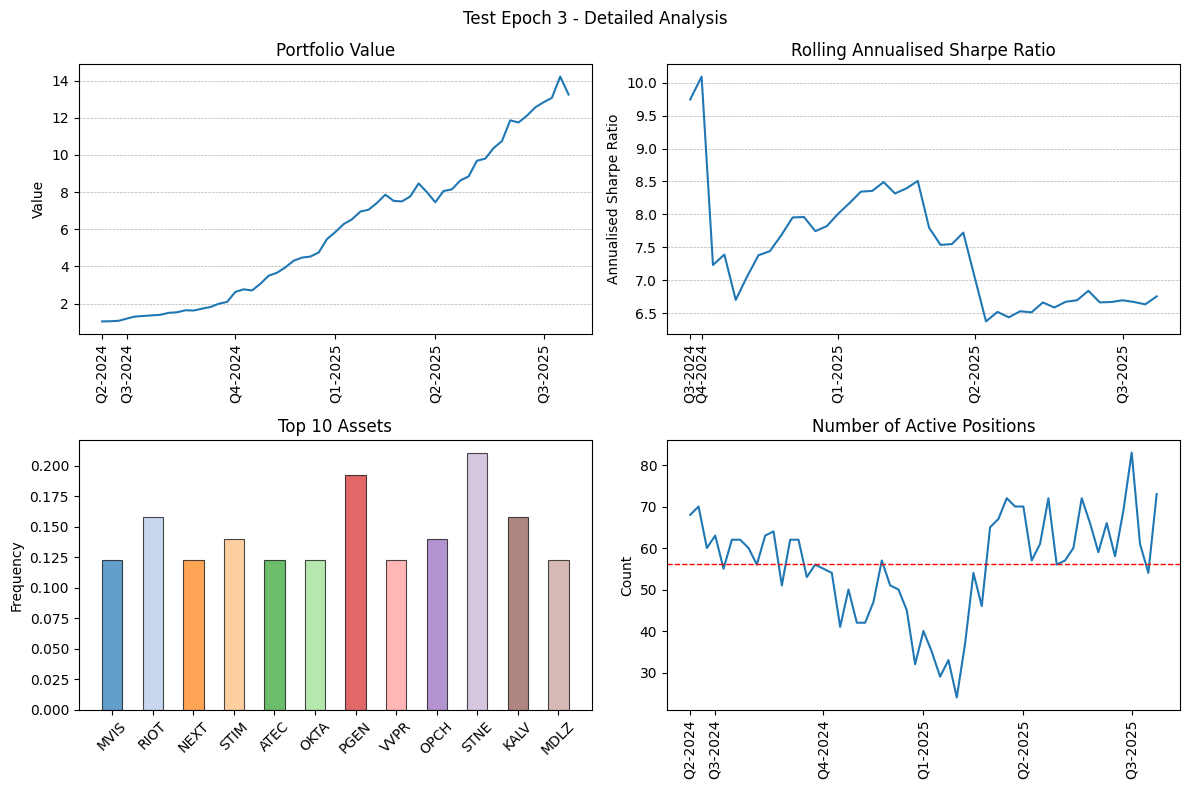 Test Epoch 3 - Detailed Analysis
Portfolio Value
Value
14
12
10
8
6
4
2
Q2-2024
Q3-2024
Q4-2024
Q1-2025
Q2-2025
Q3-2025
Rolling Annualised Sharpe Ratio
Annualised Sharpe Ratio
10.0
9.5
9.0
8.5
8.0
7.5
7.0
6.5
Q3-2024
Q4-2024
Q1-2025
Q2-2025
Q3-2025
Top 10 Assets
Frequency
0.200
0.175
0.150
0.125
0.100
0.075
0.050
0.025
0.000
MVIS
RIOT
NEXT
STIM
ATEC
OKTA
PGEN
VVPR
OPCH
STNE
KALV
MDLZ
Number of Active Positions
Count
80
70
60
50
40
30
Q2-2024
Q3-2024
Q4-2024
Q1-2025
Q2-2025
Q3-2025